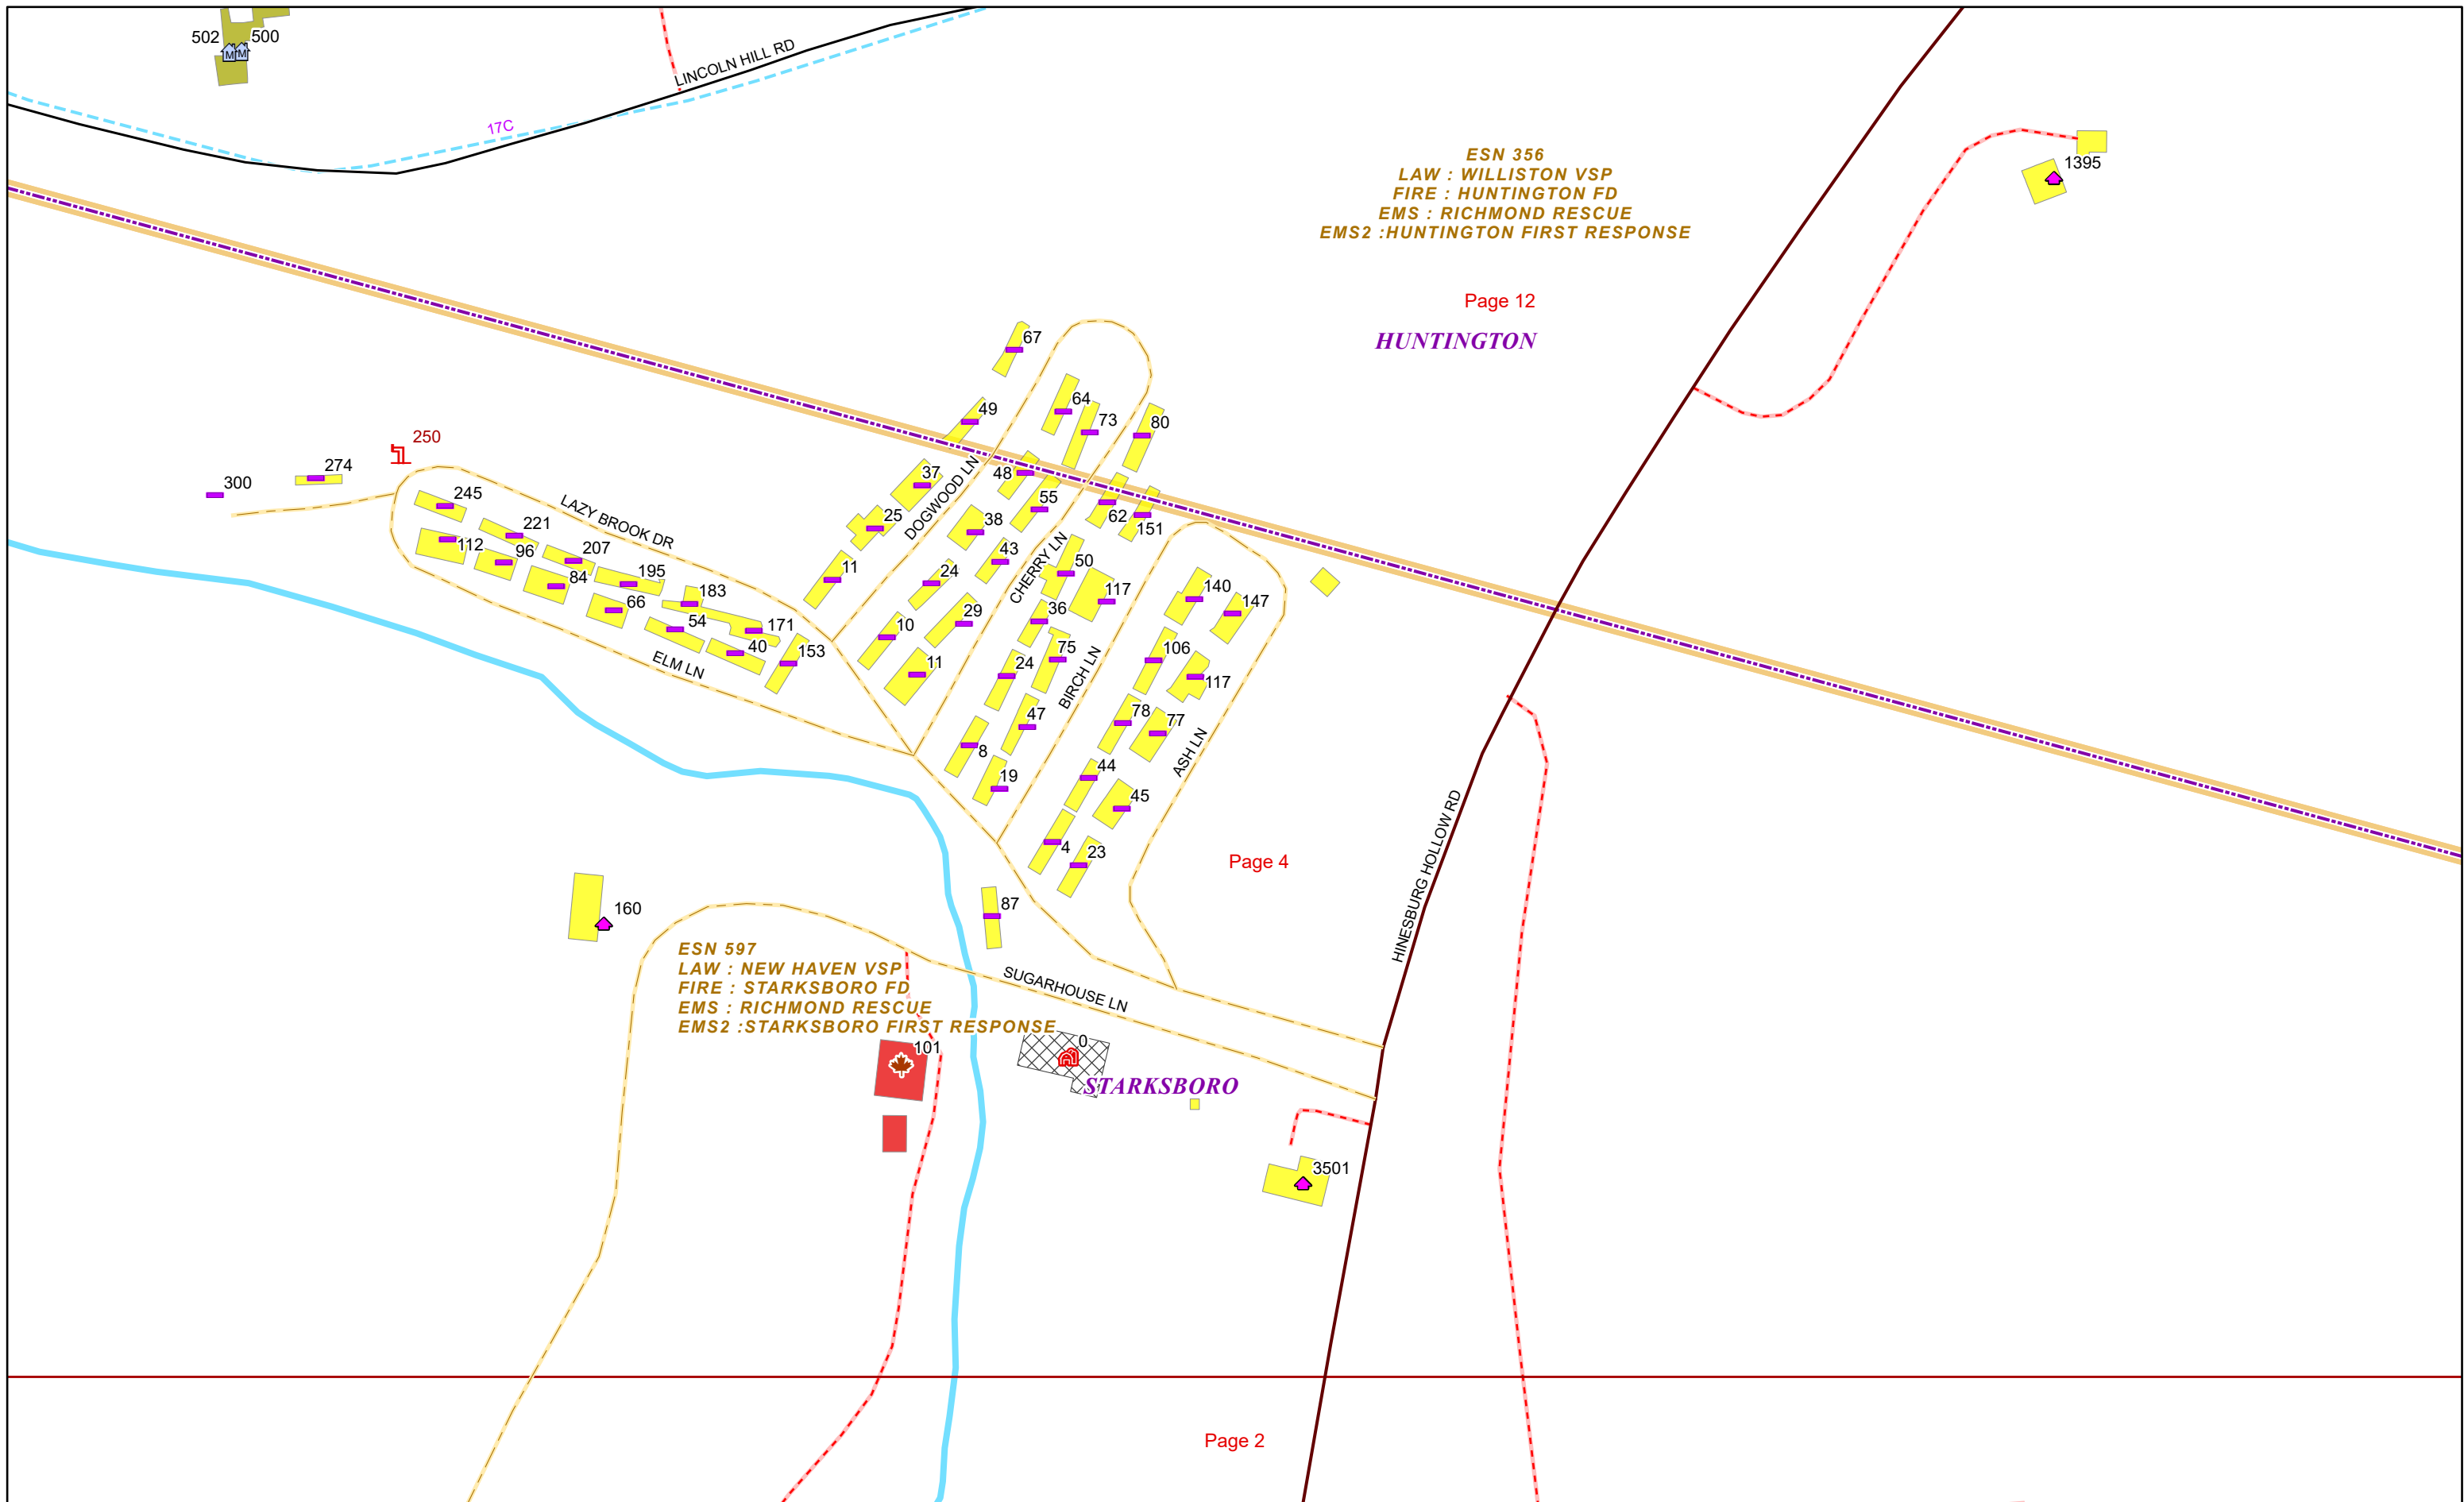 502
500
M
M
LINCOLN HILL RD
17C
ESN 356
LAW : WILLISTON VSP
FIRE : HUNTINGTON FD
EMS : RICHMOND RESCUE
EMS2 :HUNTINGTON FIRST RESPONSE
1395
Page 12
HUNTINGTON
67
64
49
73
80
250
274
300
37
48
245
55
DOGWOOD LN
LAZY BROOK DR
25
38
62
151
221
112
96
207
43
CHERRY LN
50
11
24
117
84
195
140
147
183
66
36
29
10
54
171
40
153
75
106
11
24
ELM LN
BIRCH LN
117
47
78
77
8
ASH LN
19
44
45
HINESBURG HOLLOW RD
4
23
Page 4
87
160
ESN 597
LAW : NEW HAVEN VSP
FIRE : STARKSBORO FD
EMS : RICHMOND RESCUE
EMS2 :STARKSBORO FIRST RESPONSE
SUGARHOUSE LN
101
0
STARKSBORO
3501
Page 2